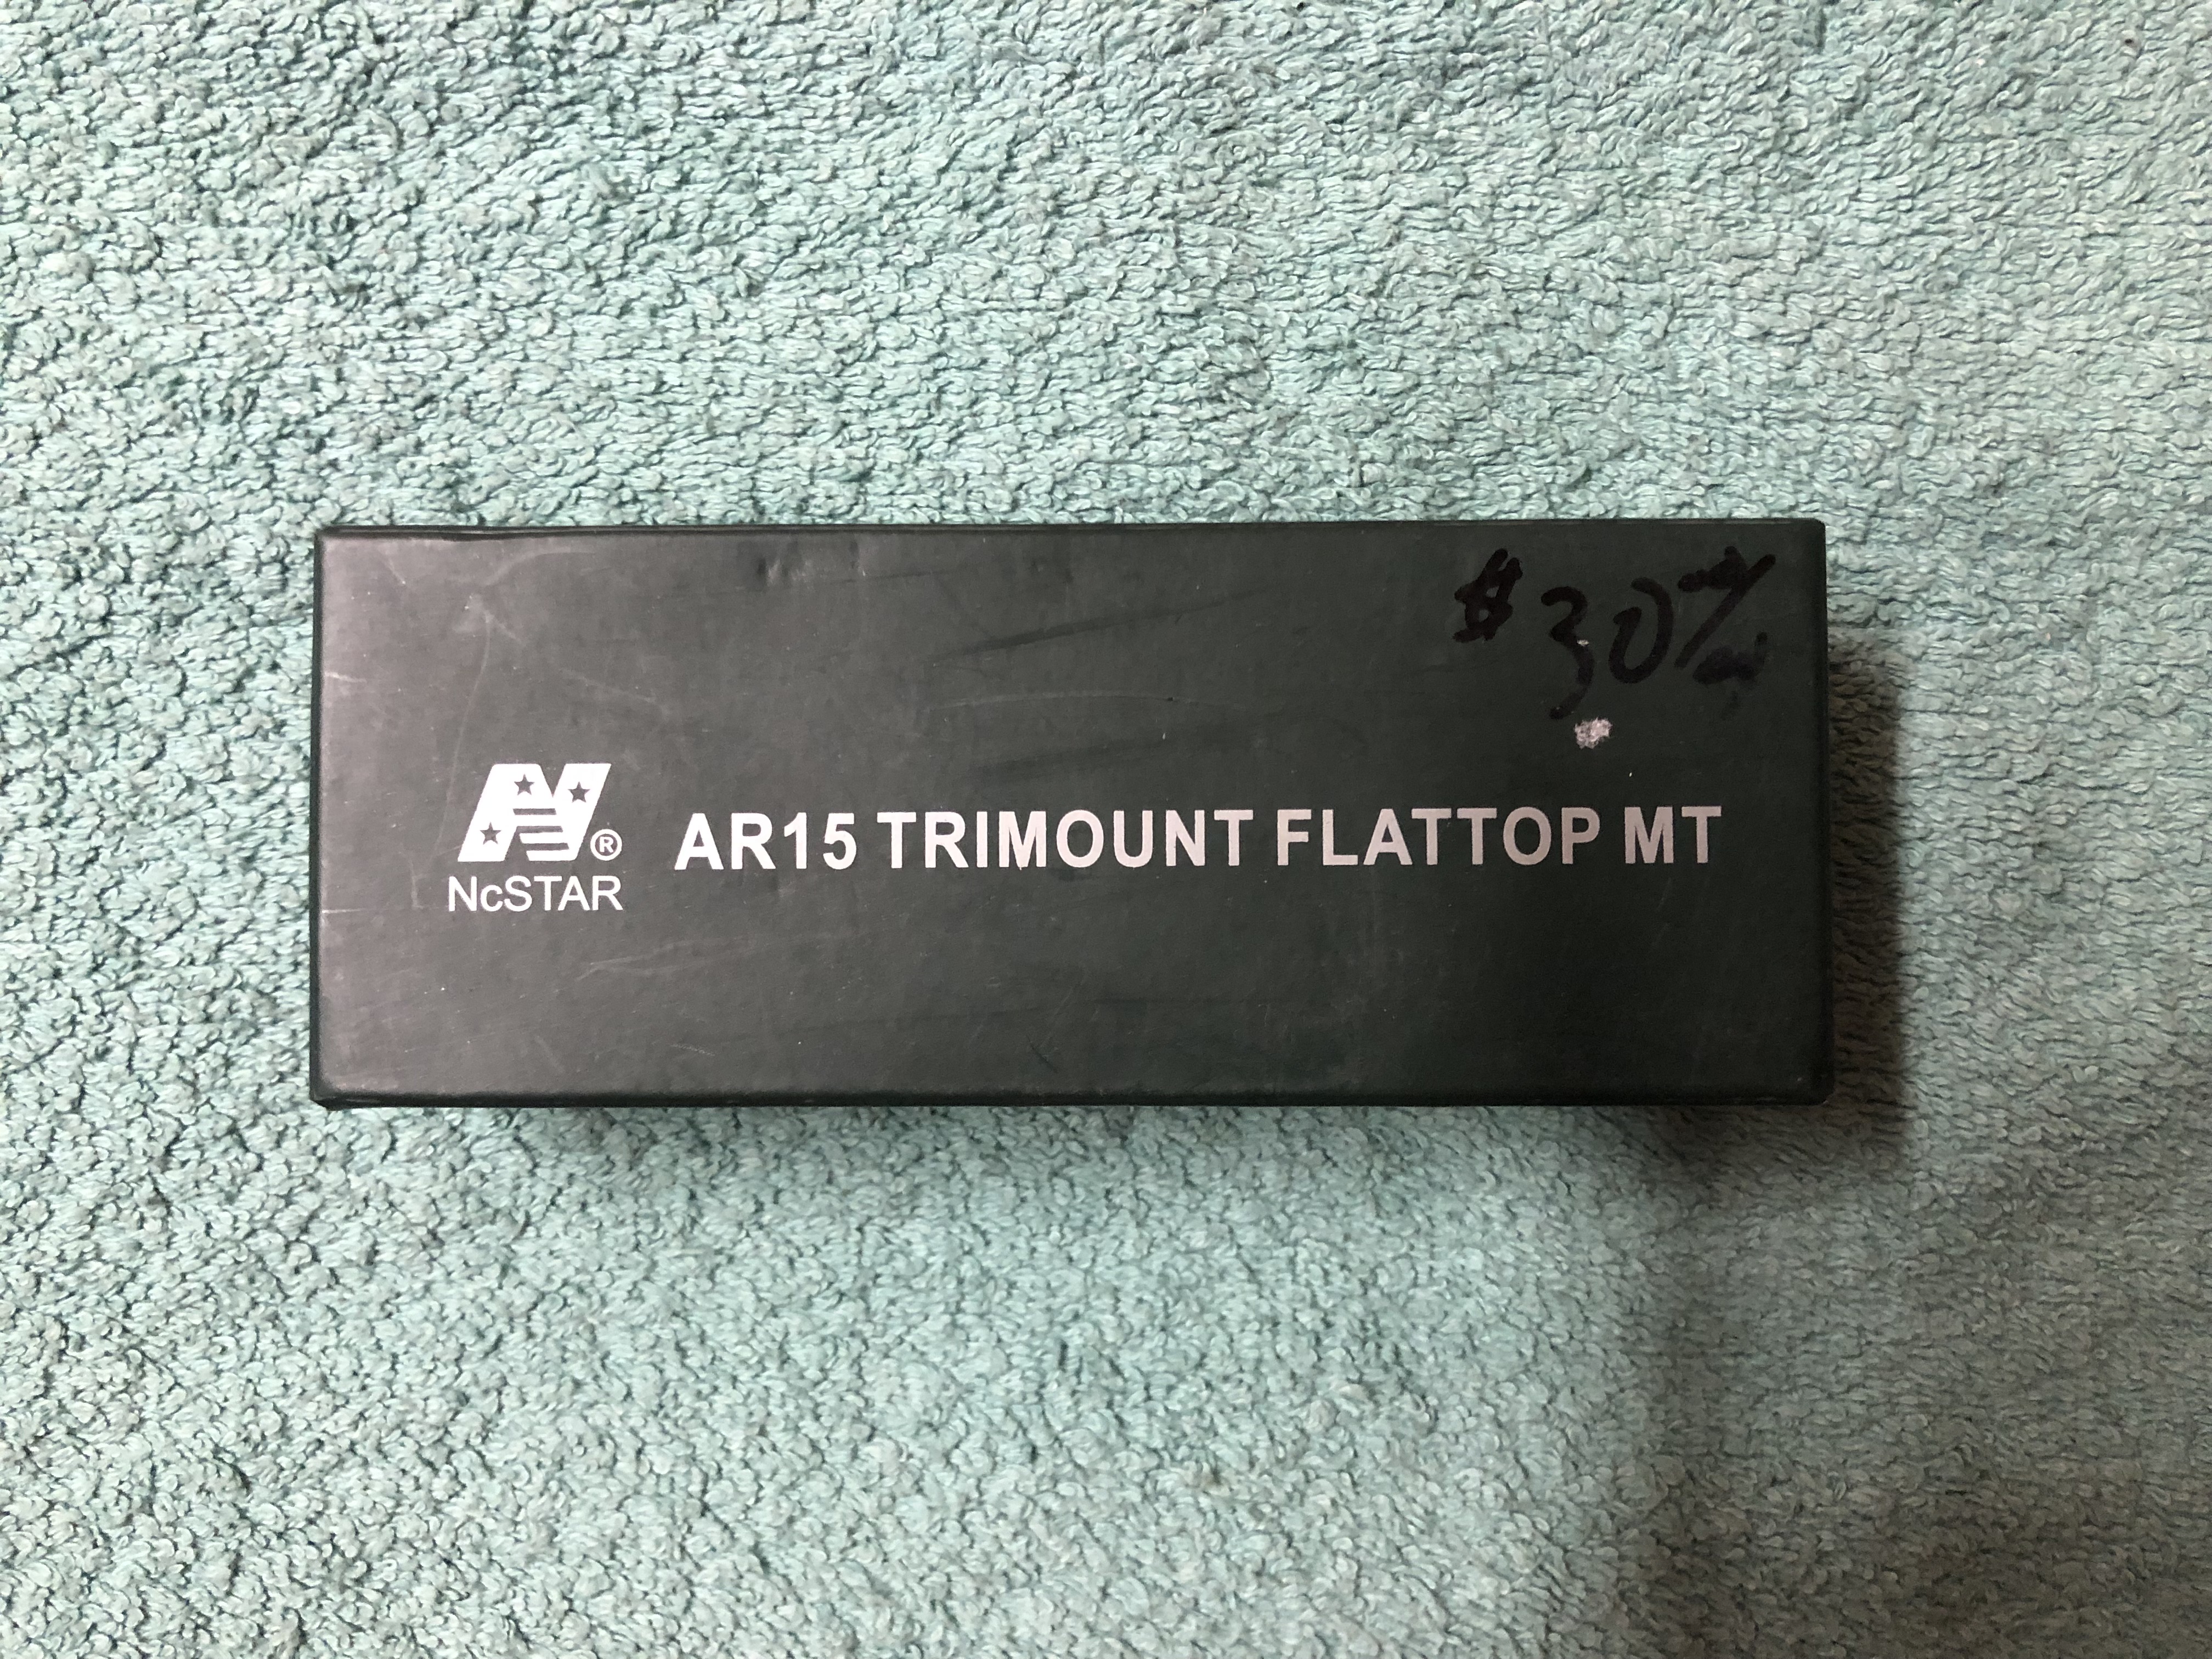 $30
NcSTAR®
AR15 TRIMOUNT FLATTOP MT